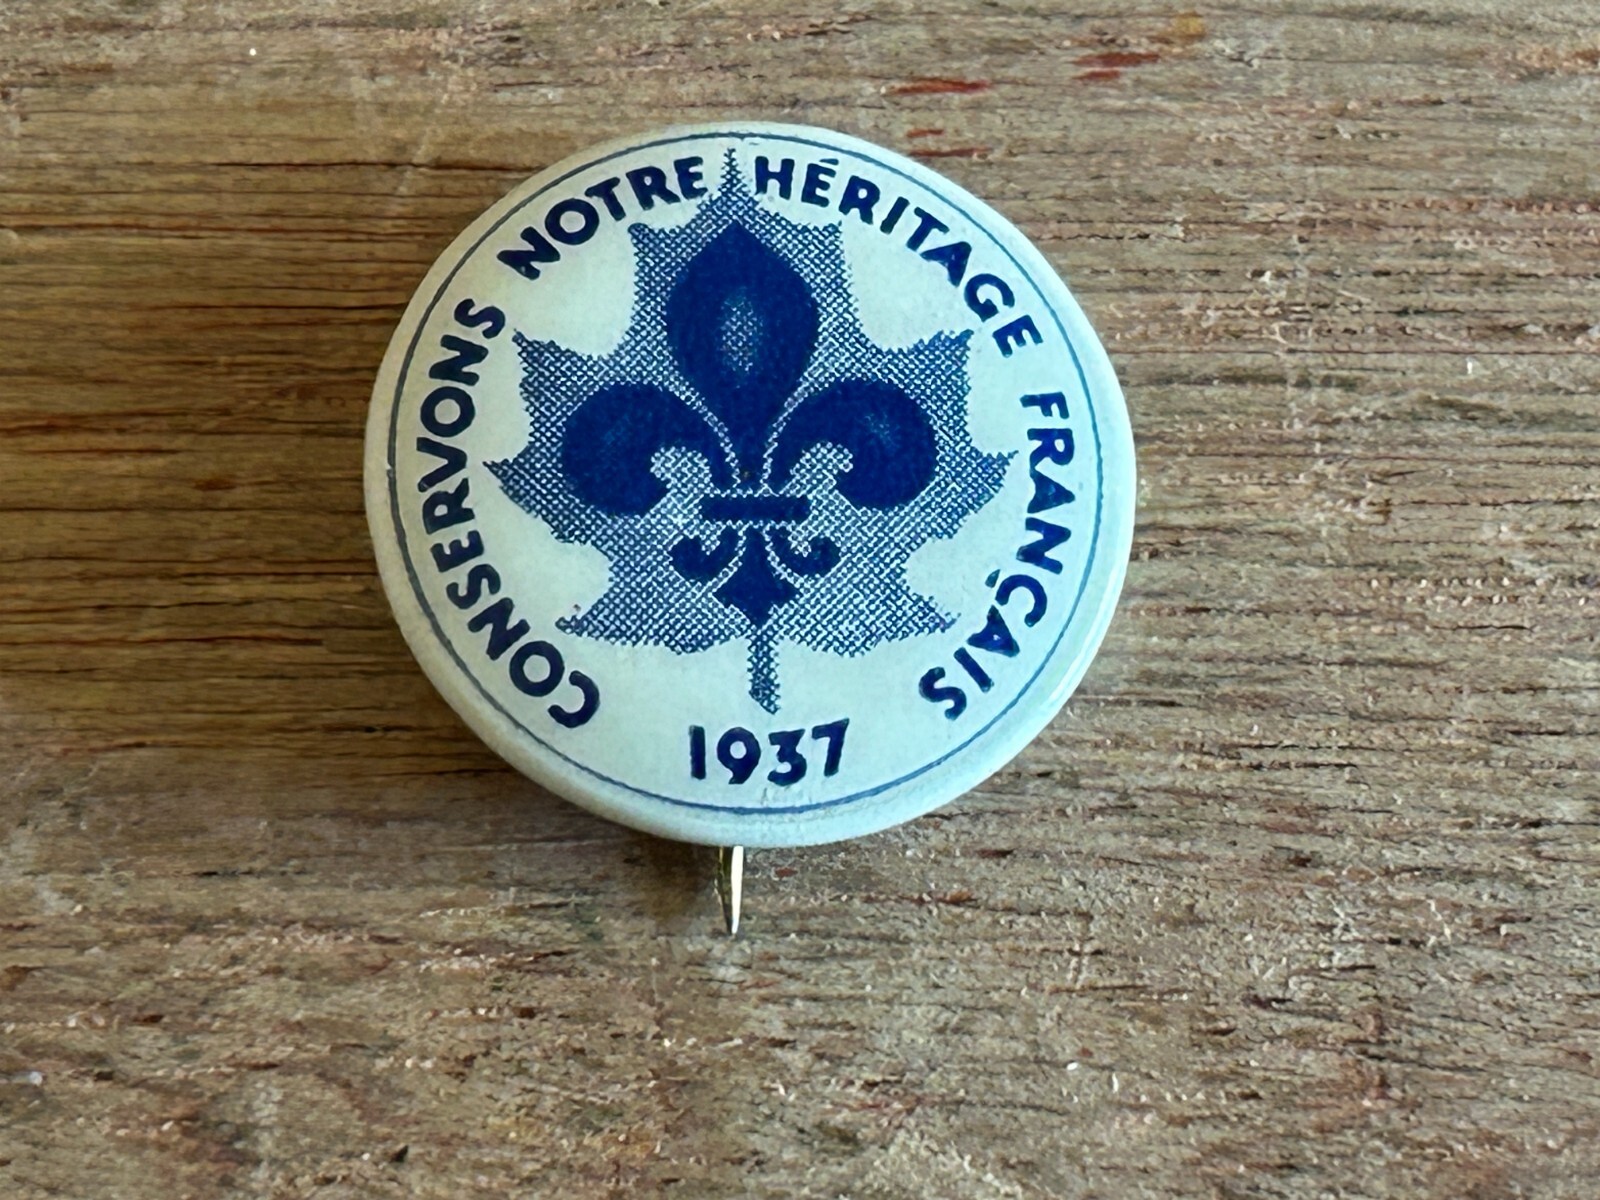 CONSERVONS NOTRE HÉRITAGE FRANÇAIS
1937